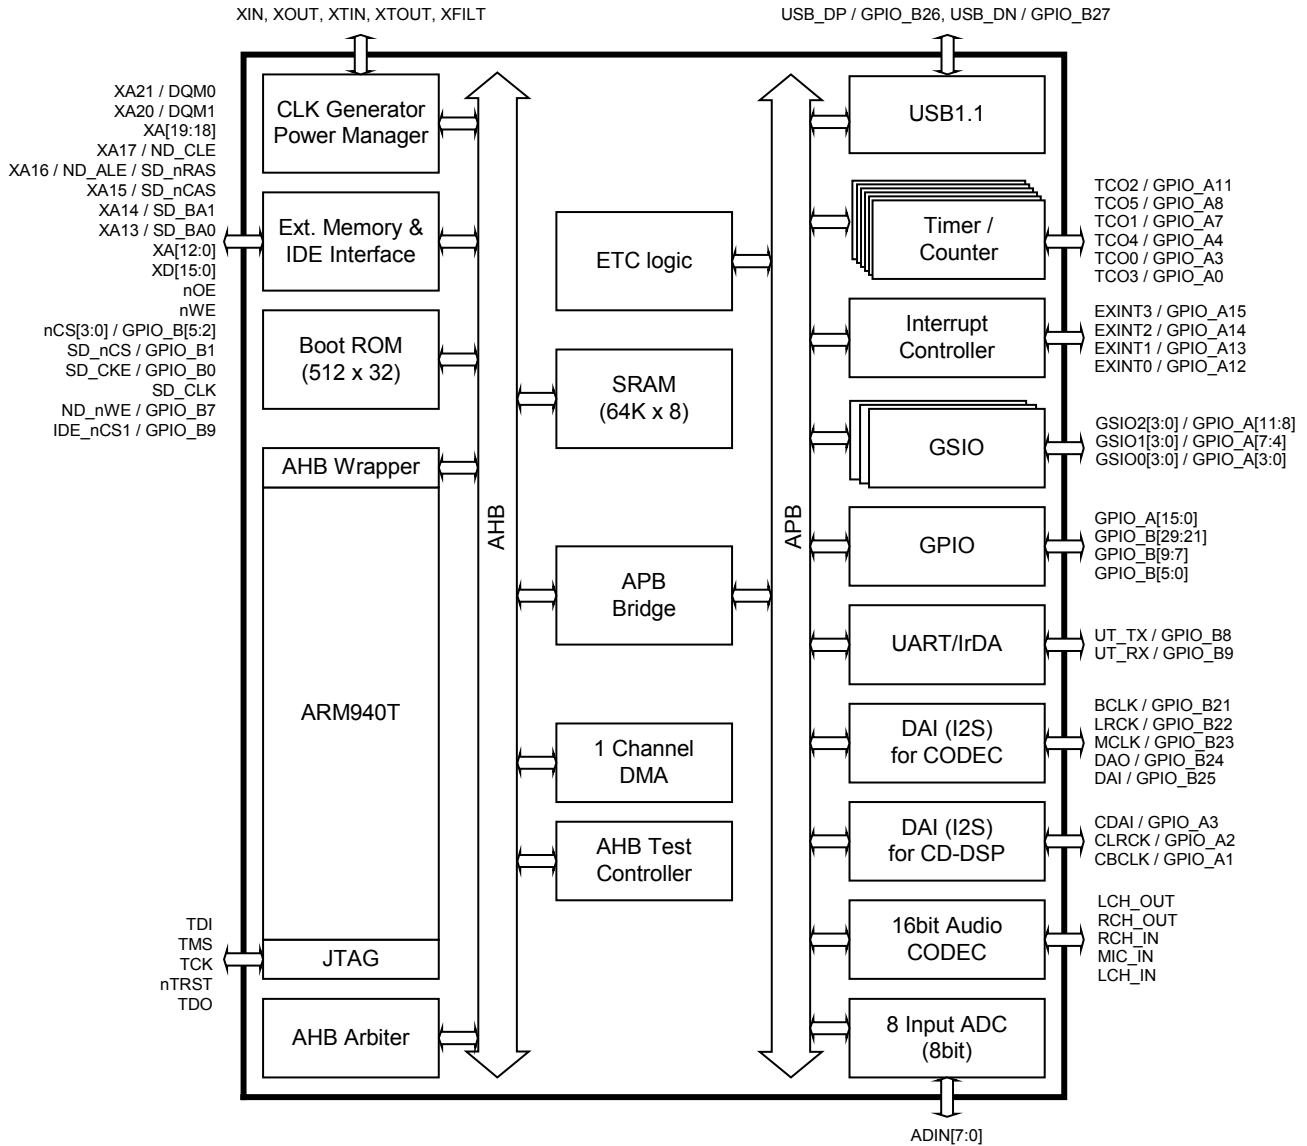 XIN, XOUT, XTIN, XTOUT, XFILT
USB_DP / GPIO_B26, USB_DN / GPIO_B27
XA21 / DQM0
XA20 / DQM1
XA[19:18]
XA17 / ND_CLE
XA16 / ND_ALE / SD_nRAS
XA15 / SD_nCAS
XA14 / SD_BA1
XA13 / SD_BA0
XA[12:0]
XD[15:0]
nOE
nWE
nCS[3:0] / GPIO_B[5:2]
SD_nCS / GPIO_B1
SD_CKE / GPIO_B0
SD_CLK
ND_nWE / GPIO_B7
IDE_nCS1 / GPIO_B9
TDI
TMS
TCK
nTRST
TDO
CLK Generator
Power Manager
Ext. Memory &
IDE Interface
Boot ROM
(512 x 32)
AHB Wrapper
ARM940T
JTAG
AHB Arbiter
AHB
ETC logic
SRAM
(64K x 8)
APB
Bridge
1 Channel
DMA
AHB Test
Controller
APB
USB1.1
Timer /
Counter
Interrupt
Controller
GSIO
GPIO
UART/IrDA
DAI (I2S)
for CODEC
DAI (I2S)
for CD-DSP
16bit Audio
CODEC
8 Input ADC
(8bit)
TCO2 / GPIO_A11
TCO5 / GPIO_A8
TCO1 / GPIO_A7
TCO4 / GPIO_A4
TCO0 / GPIO_A3
TCO3 / GPIO_A0
EXINT3 / GPIO_A15
EXINT2 / GPIO_A14
EXINT1 / GPIO_A13
EXINT0 / GPIO_A12
GSIO2[3:0] / GPIO_A[11:8]
GSIO1[3:0] / GPIO_A[7:4]
GSIO0[3:0] / GPIO_A[3:0]
GPIO_A[15:0]
GPIO_B[29:21]
GPIO_B[9:7]
GPIO_B[5:0]
UT_TX / GPIO_B8
UT_RX / GPIO_B9
BCLK / GPIO_B21
LRCK / GPIO_B22
MCLK / GPIO_B23
DAO / GPIO_B24
DAI / GPIO_B25
CDAI / GPIO_A3
CLRCK / GPIO_A2
CBCLK / GPIO_A1
LCH_OUT
RCH_OUT
RCH_IN
MIC_IN
LCH_IN
ADIN[7:0]